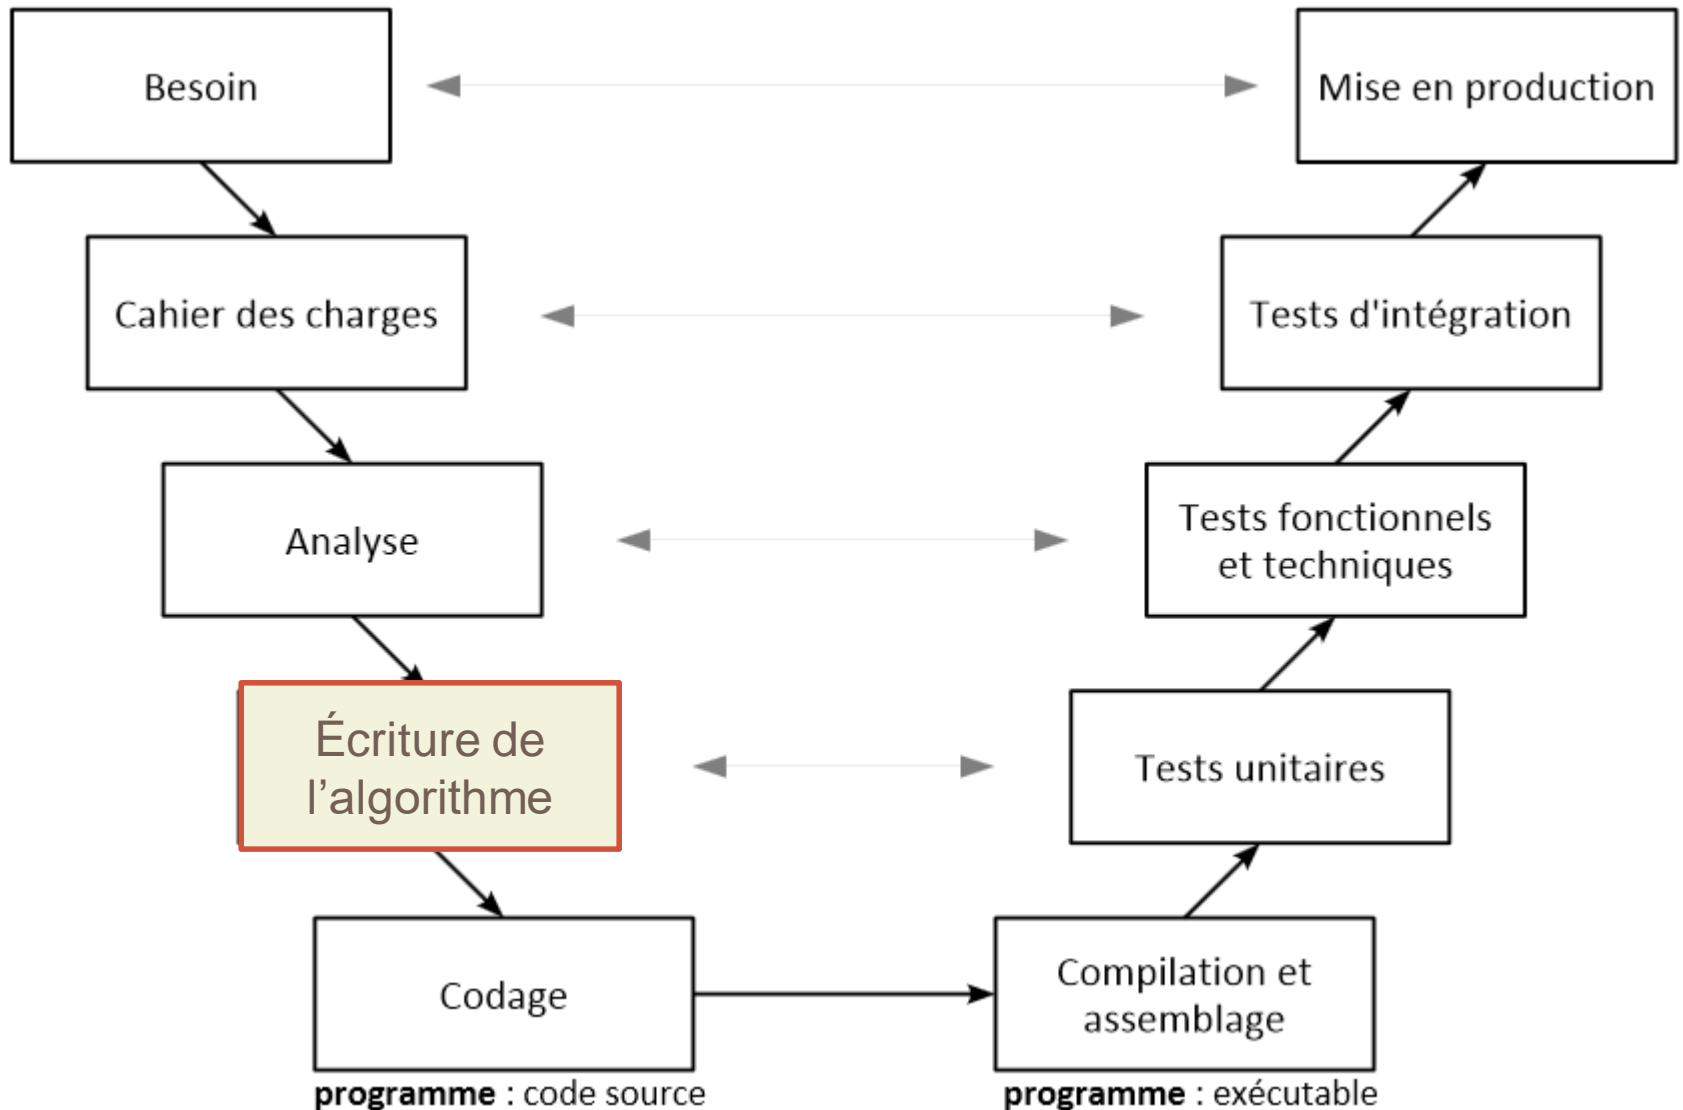 Besoin
Mise en production
Cahier des charges
Tests d'intégration
Analyse
Tests fonctionnels
et techniques
Écriture de
l’algorithme
Tests unitaires
Codage
Compilation et
assemblage
programme : code source
programme : exécutable